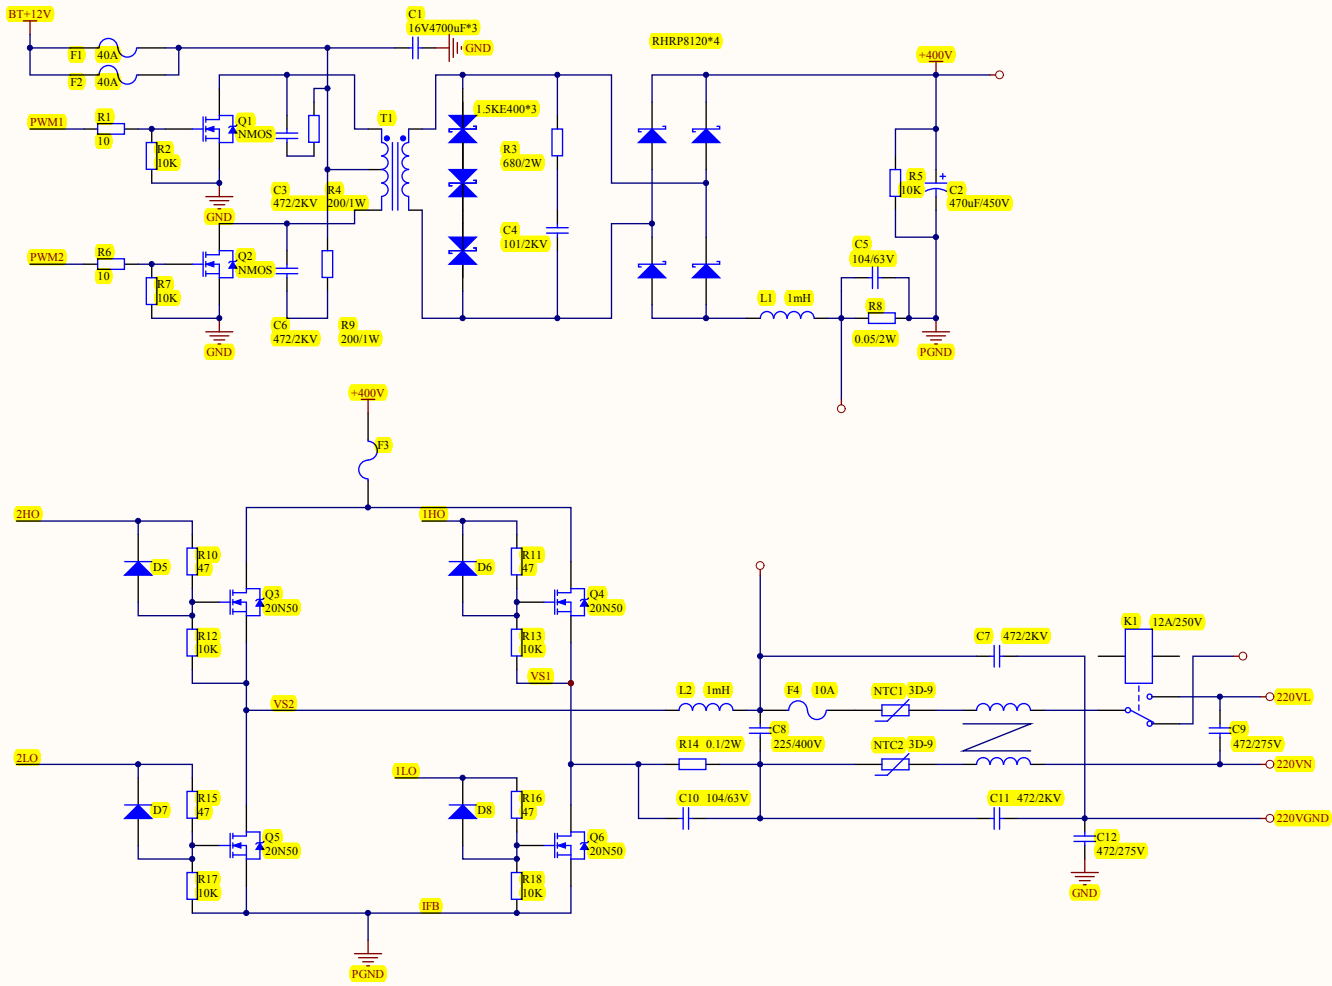 BT+12V
C1
16V4700uF*3
GND
F1 40A
F2 40A
RHRP8120*4
+400V
PWM1
R1
10
R2
10K
Q1
NMOS
GND
T1
1.5KE400*3
R3
680/2W
C3
472/2KV
R4
200/1W
C4
101/2KV
R5
10K
C2
470uF/450V
PWM2
R6
10
R7
10K
Q2
NMOS
GND
C6
472/2KV
R9
200/1W
C5
104/63V
L1 1mH
R8
0.05/2W
PGND
+400V
F3
2HO
1HO
D5
R10
47
Q3
20N50
R12
10K
D6
R11
47
Q4
20N50
R13
10K
VS1
VS2
L2 1mH
F4 10A
NTC1 3D-9
C7 472/2KV
K1 12A/250V
220VL
C8
225/400V
R14 0.1/2W
NTC2 3D-9
C9
472/275V
220VN
2LO
1LO
D7
R15
47
Q5
20N50
R17
10K
D8
R16
47
Q6
20N50
R18
10K
C10 104/63V
C11 472/2KV
220VGND
C12
472/275V
GND
IFB
PGND